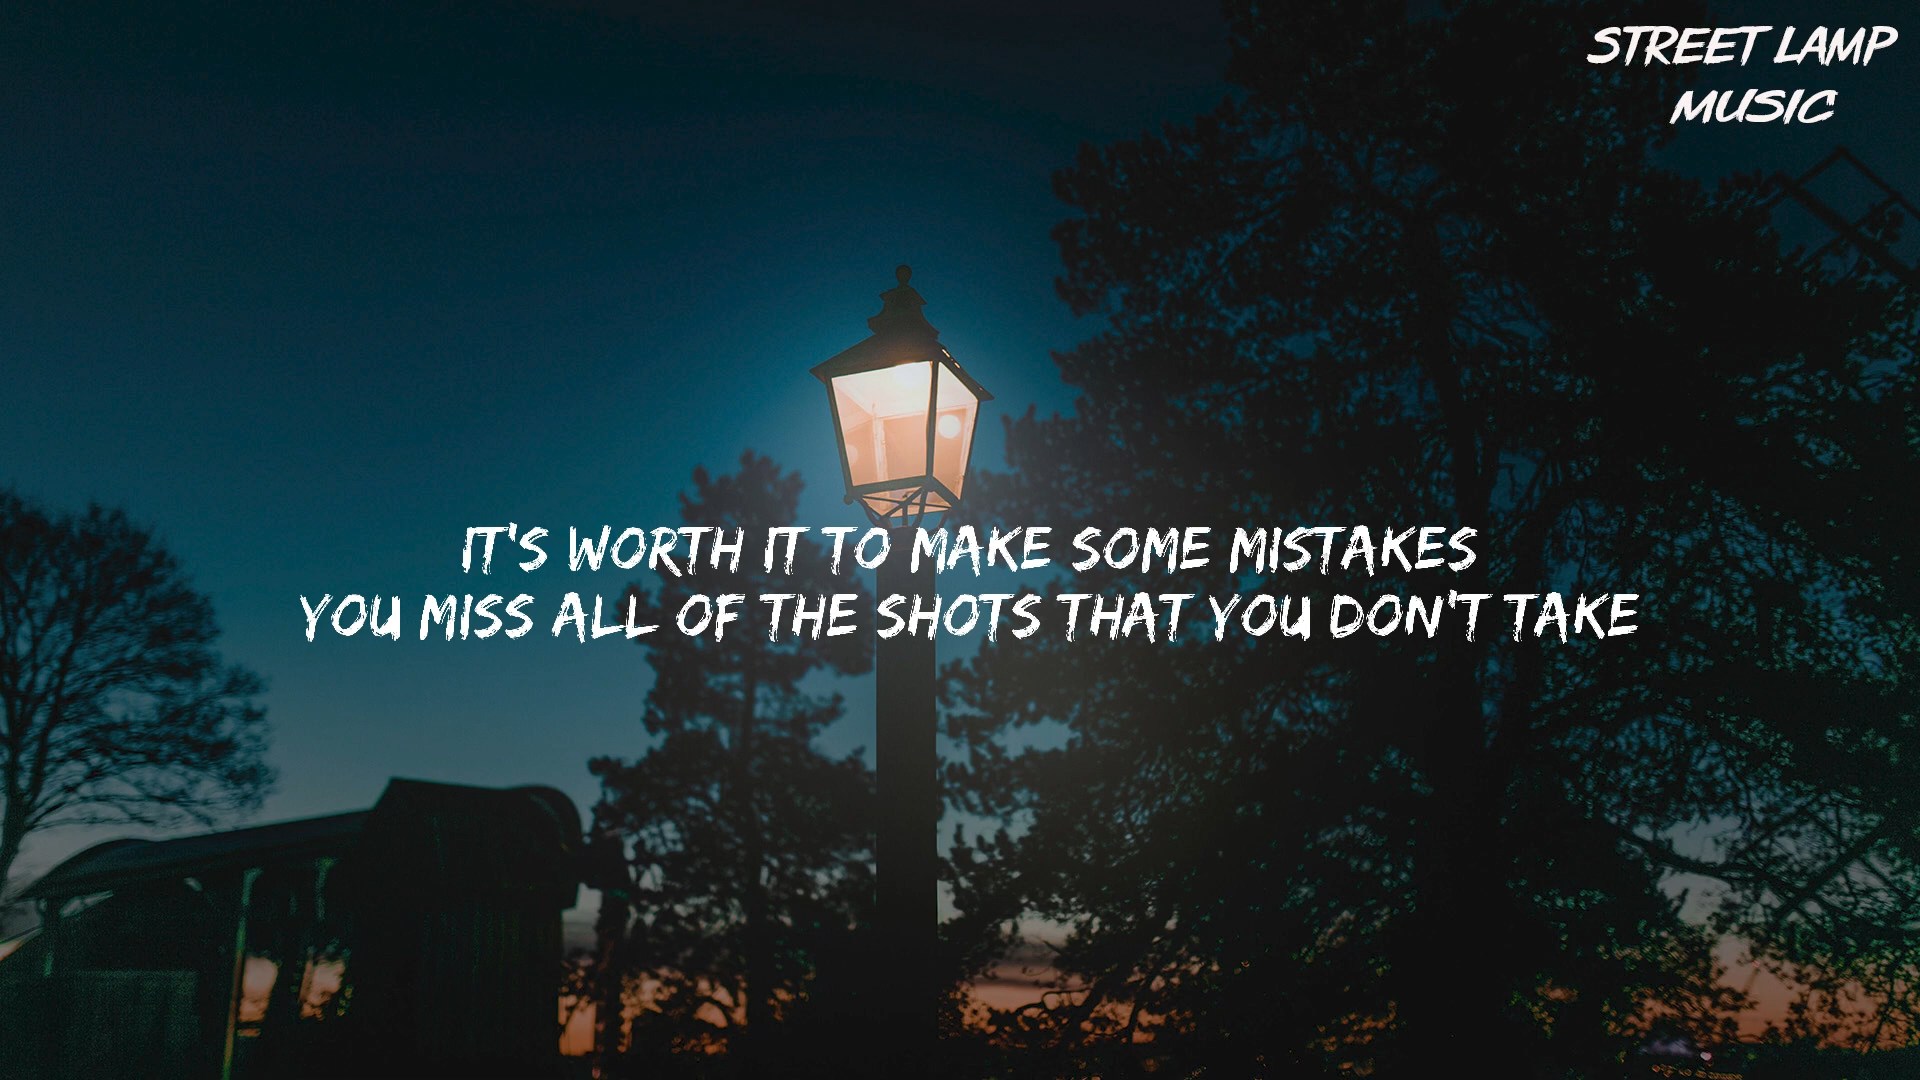 STREET LAMP
MUSIC
IT'S WORTH IT TO MAKE SOME MISTAKES
YOU MISS ALL OF THE SHOTS THAT YOU DON'T TAKE